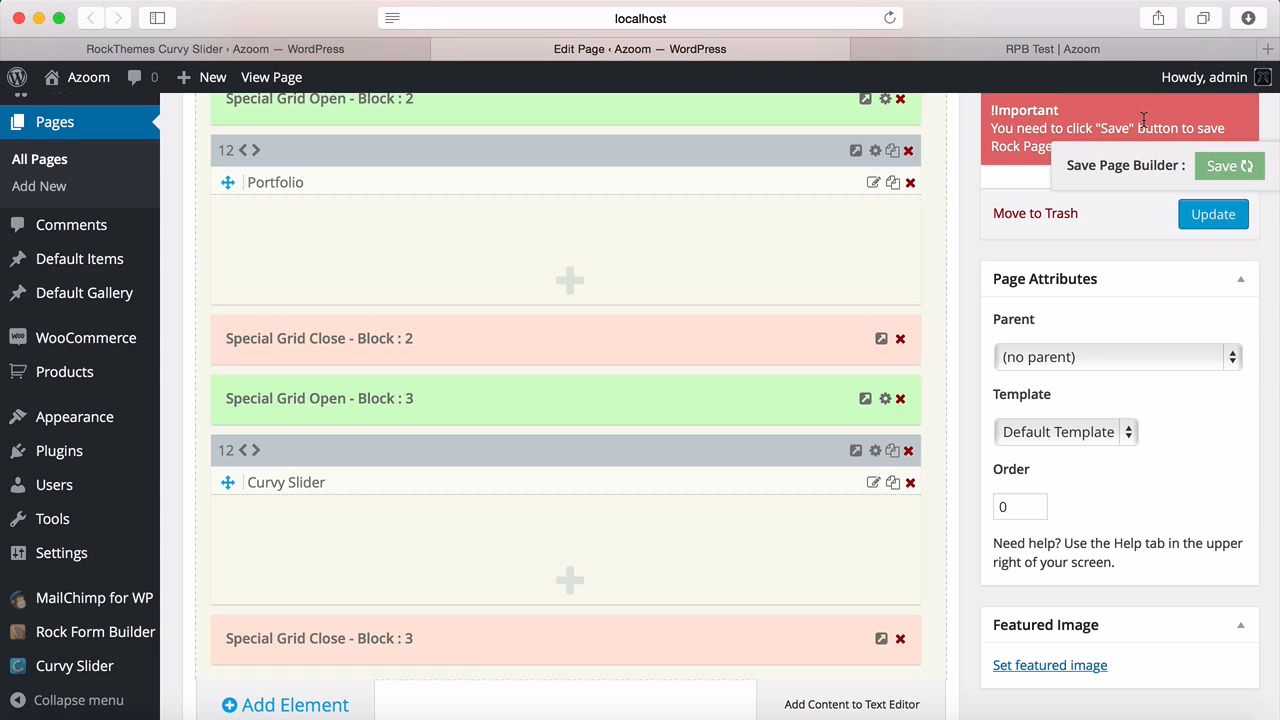 localhost
RockThemes Curvy Slider ‹ Azoom — WordPress
Edit Page ‹ Azoom — WordPress
RPB Test | Azoom
Azoom
0
New
View Page
Howdy, admin
Pages
All Pages
Add New
Comments
Default Items
Default Gallery
WooCommerce
Products
Appearance
Plugins
Users
Tools
Settings
MailChimp for WP
Rock Form Builder
Curvy Slider
Collapse menu
Special Grid Open - Block : 2
12
Portfolio
Special Grid Close - Block : 2
Special Grid Open - Block : 3
12
Curvy Slider
Special Grid Close - Block : 3
Add Element
Add Content to Text Editor
!Important
You need to click "Save" button to save
Rock Page
Save Page Builder :
Save
Move to Trash
Update
Page Attributes
Parent
(no parent)
Template
Default Template
Order
0
Need help? Use the Help tab in the upper
right of your screen.
Featured Image
Set featured image